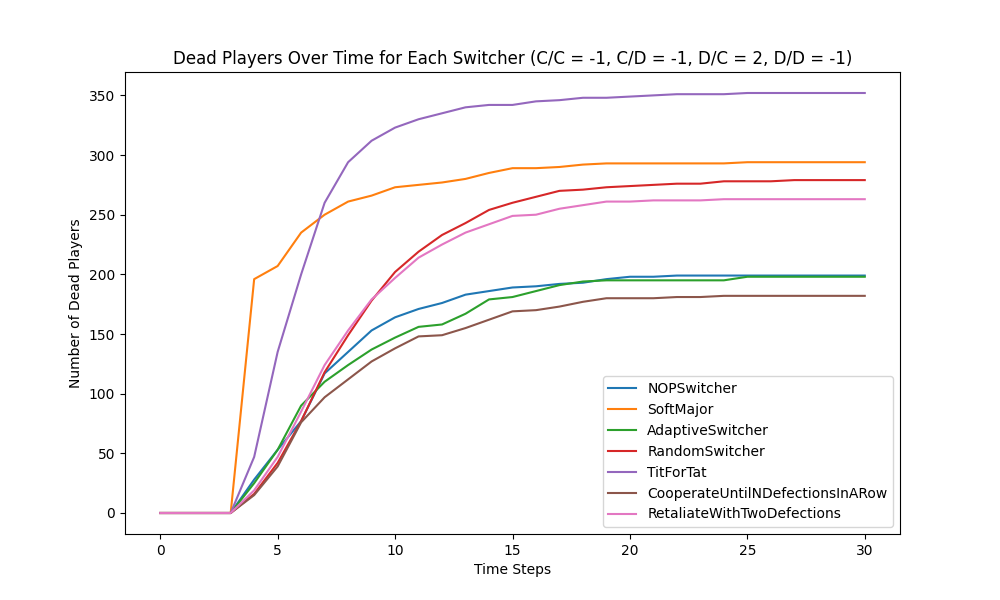 Dead Players Over Time for Each Switcher (C/C = -1, C/D = -1, D/C = 2, D/D = -1)
Number of Dead Players
350
300
250
200
150
100
50
0
0 5 10 15 20 25 30
Time Steps
NOPSwitcher
SoftMajor
AdaptiveSwitcher
RandomSwitcher
TitForTat
CooperateUntilNDefectionsInARow
RetaliateWithTwoDefections